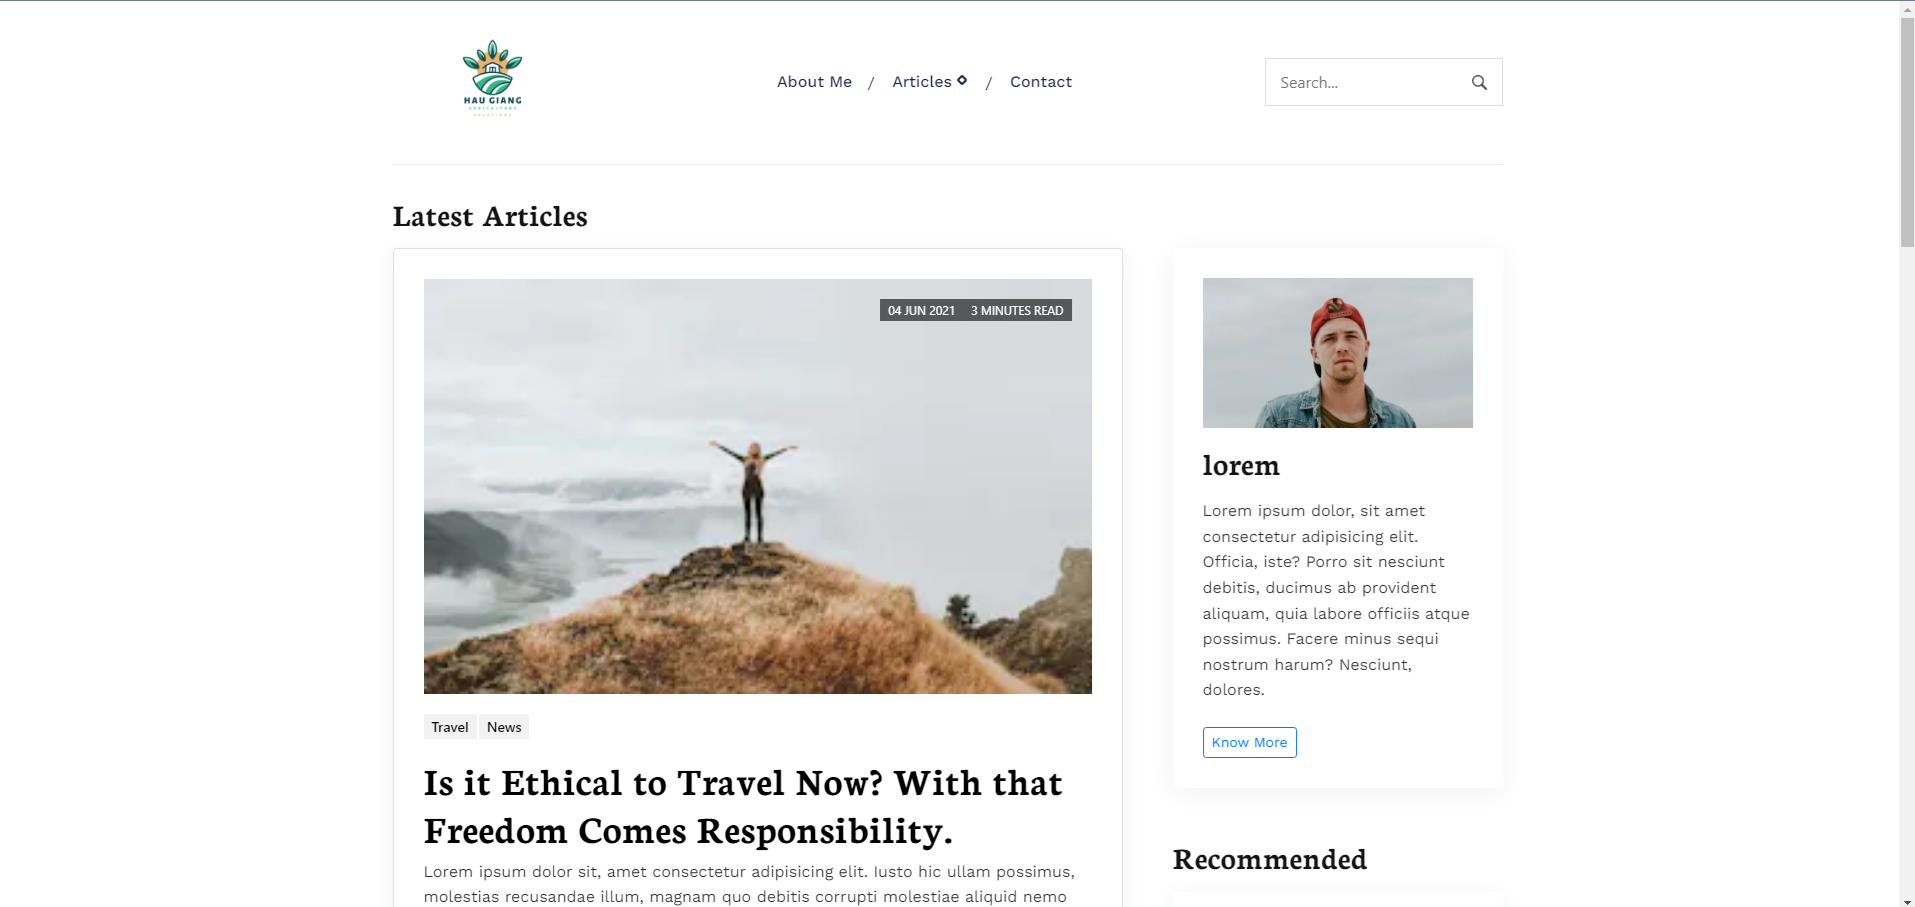 HAU GIANG
AGRICULTURE
SOLUTIONS
About Me / Articles / Contact
Search...
Latest Articles
04 JUN 2021 3 MINUTES READ
Travel News
Is it Ethical to Travel Now? With that
Freedom Comes Responsibility.
Lorem ipsum dolor sit, amet consectetur adipisicing elit. Iusto hic ullam possimus,
molestias recusandae illum, magnam quo debitis corrupti molestiae aliquid nemo
lorem
Lorem ipsum dolor, sit amet
consectetur adipisicing elit.
Officia, iste? Porro sit nesciunt
debitis, ducimus ab provident
aliquam, quia labore officiis atque
possimus. Facere minus sequi
nostrum harum? Nesciunt,
dolores.
Know More
Recommended